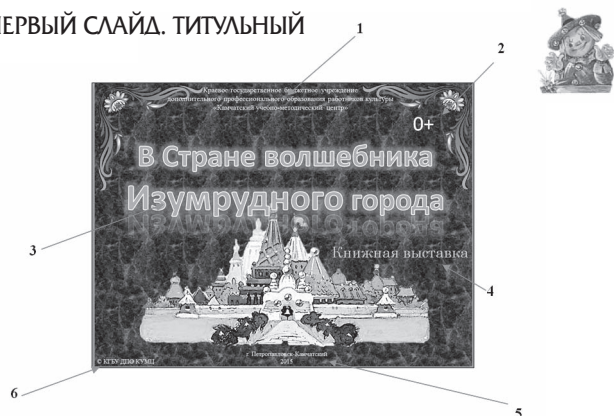 ПЕРВЫЙ СЛАЙД. ТИТУЛЬНЫЙ
1
2
Краевое государственное бюджетное учреждение
дополнительного профессионального образования работников культуры
«Камчатский учебно-методический центр»
0+
В Стране волшебника
Изумрудного города
3
Книжная выставка
4
г. Петропавловск-Камчатский
2015
© КГБУ ДПО КУМЦ
6
5